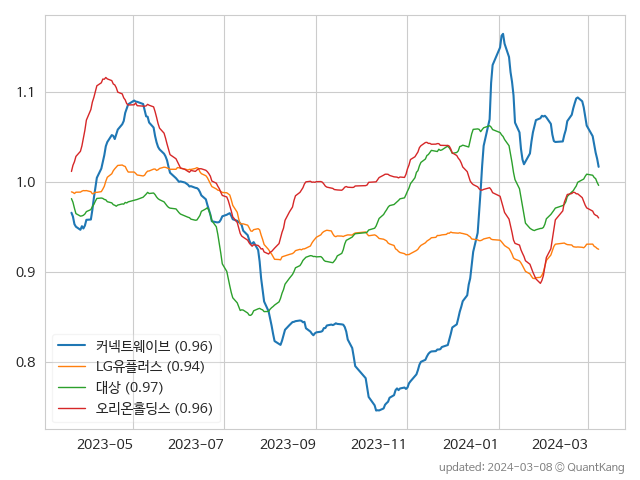 1.1
1.0
0.9
0.8
커넥트웨이브 (0.96)
LG유플러스 (0.94)
대상 (0.97)
오리온홀딩스 (0.96)
2023-05 2023-07 2023-09 2023-11 2024-01 2024-03
updated: 2024-03-08 © QuantKang